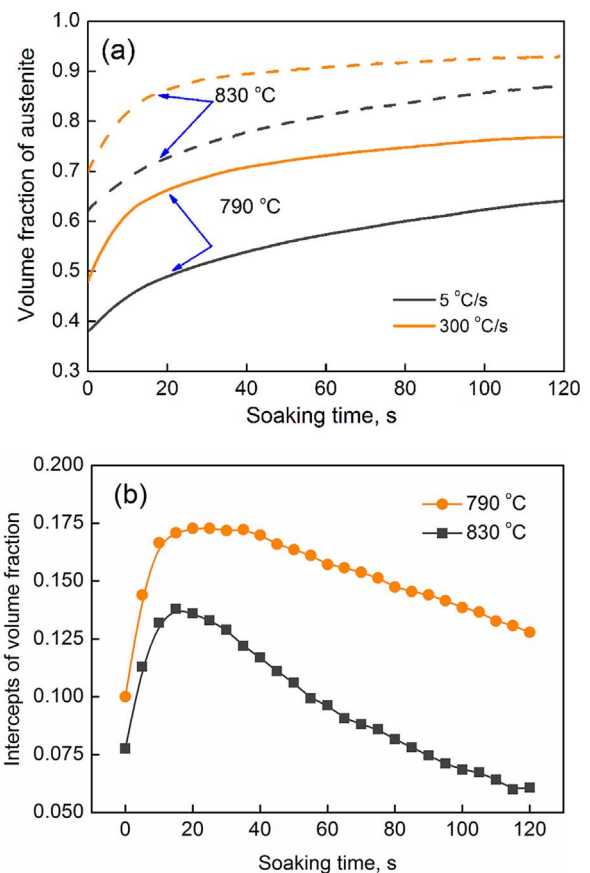 (a)
Volume fraction of austenite
1.0
0.9
0.8
0.7
0.6
0.5
0.4
0.3
830 °C
790 °C
5 °C/s
300 °C/s
0 20 40 60 80 100 120
Soaking time, s
(b)
Intercepts of volume fraction
0.200
0.175
0.150
0.125
0.100
0.075
0.050
790 °C
830 °C
0 20 40 60 80 100 120
Soaking time, s